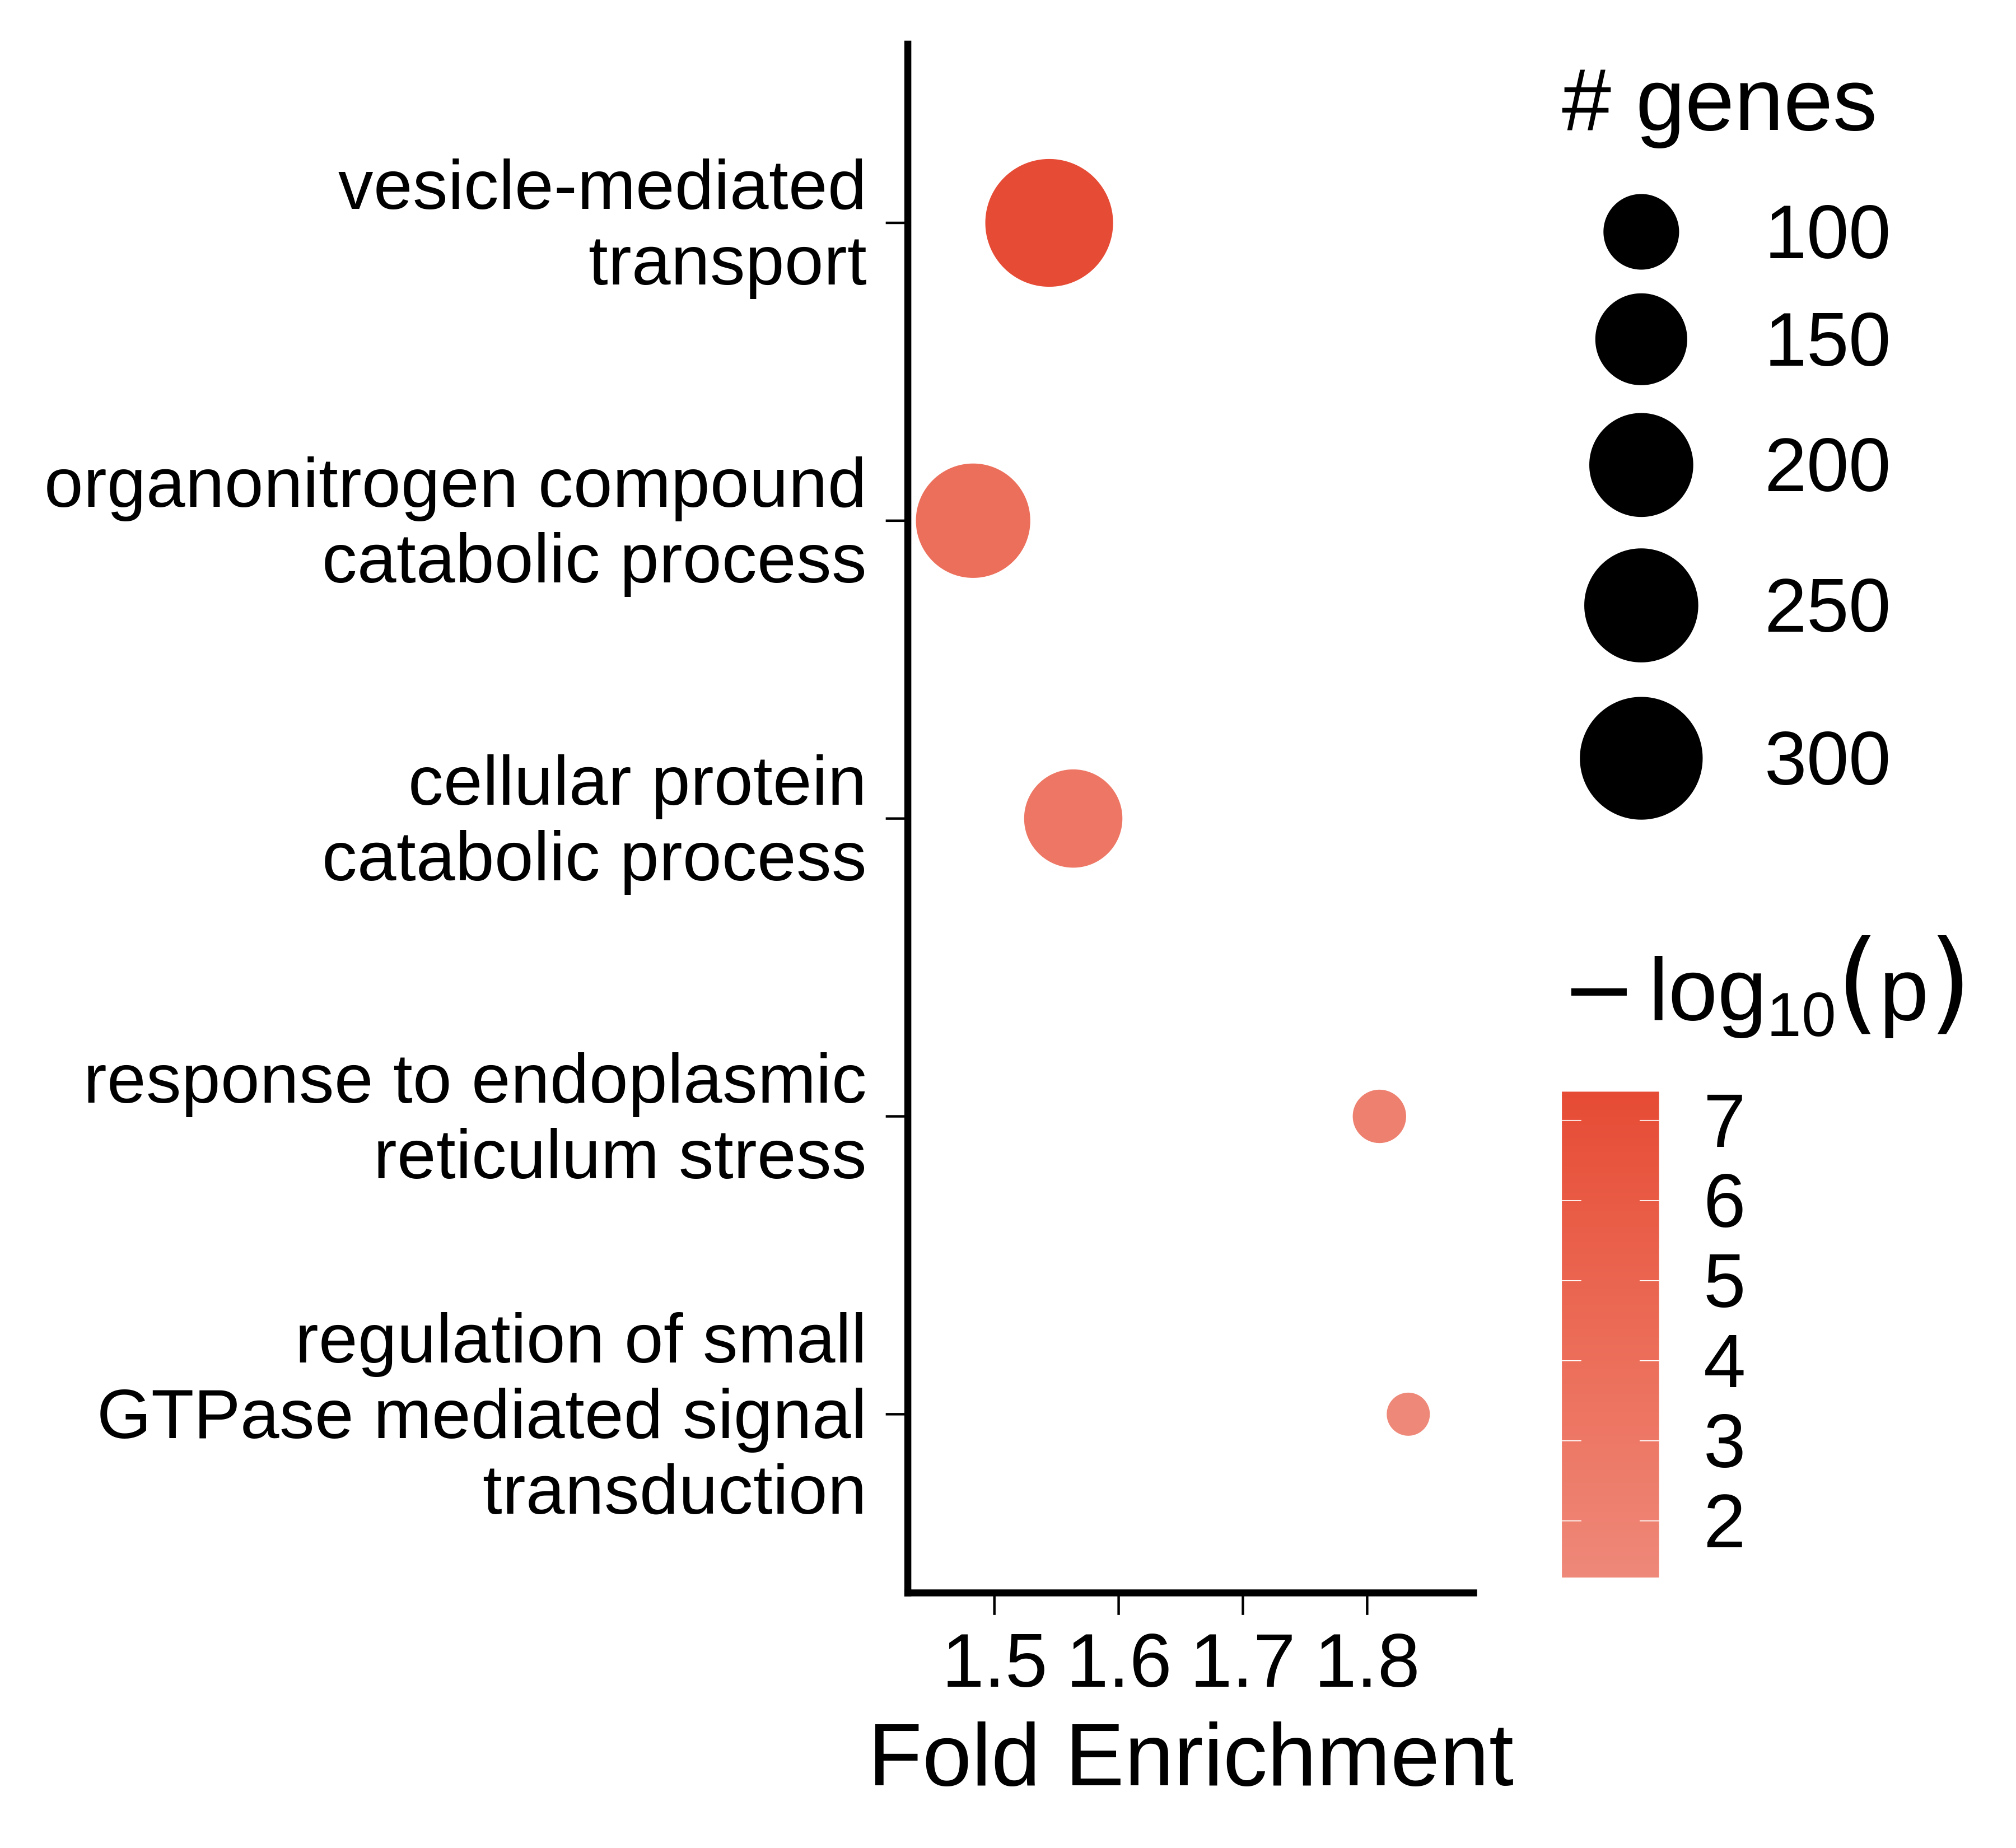 vesicle-mediated
transport
organonitrogen compound
catabolic process
cellular protein
catabolic process
response to endoplasmic
reticulum stress
regulation of small
GTPase mediated signal
transduction
1.5 1.6 1.7 1.8
Fold Enrichment
# genes
100
150
200
250
300
− log₁₀(p)
7
6
5
4
3
2